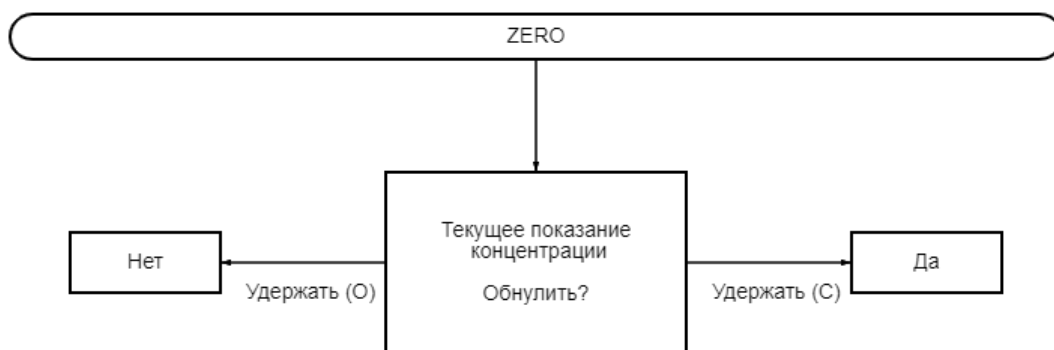 ZERO
Текущее показание
концентрации
Обнулить?
Нет
Удержать (O)
Удержать (C)
Да